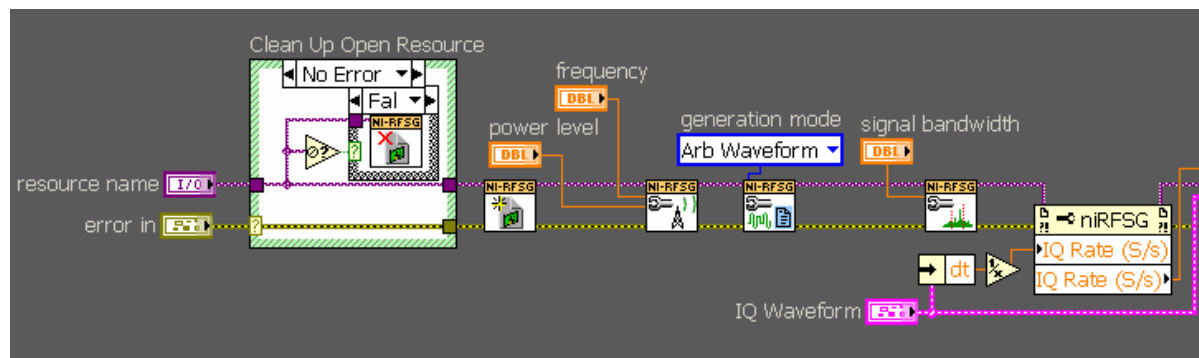 Clean Up Open Resource
No Error
Fal
NI-RFSG
resource name
I/O
error in
?
?
?
power level
DBL
frequency
DBL
NI-RFSG
NI-RFSG
generation mode
Arb Waveform
NI-RFSG
signal bandwidth
DBL
NI-RFSG
niRFSG
IQ Rate (S/s)
IQ Rate (S/s)
dt
1/x
IQ Waveform